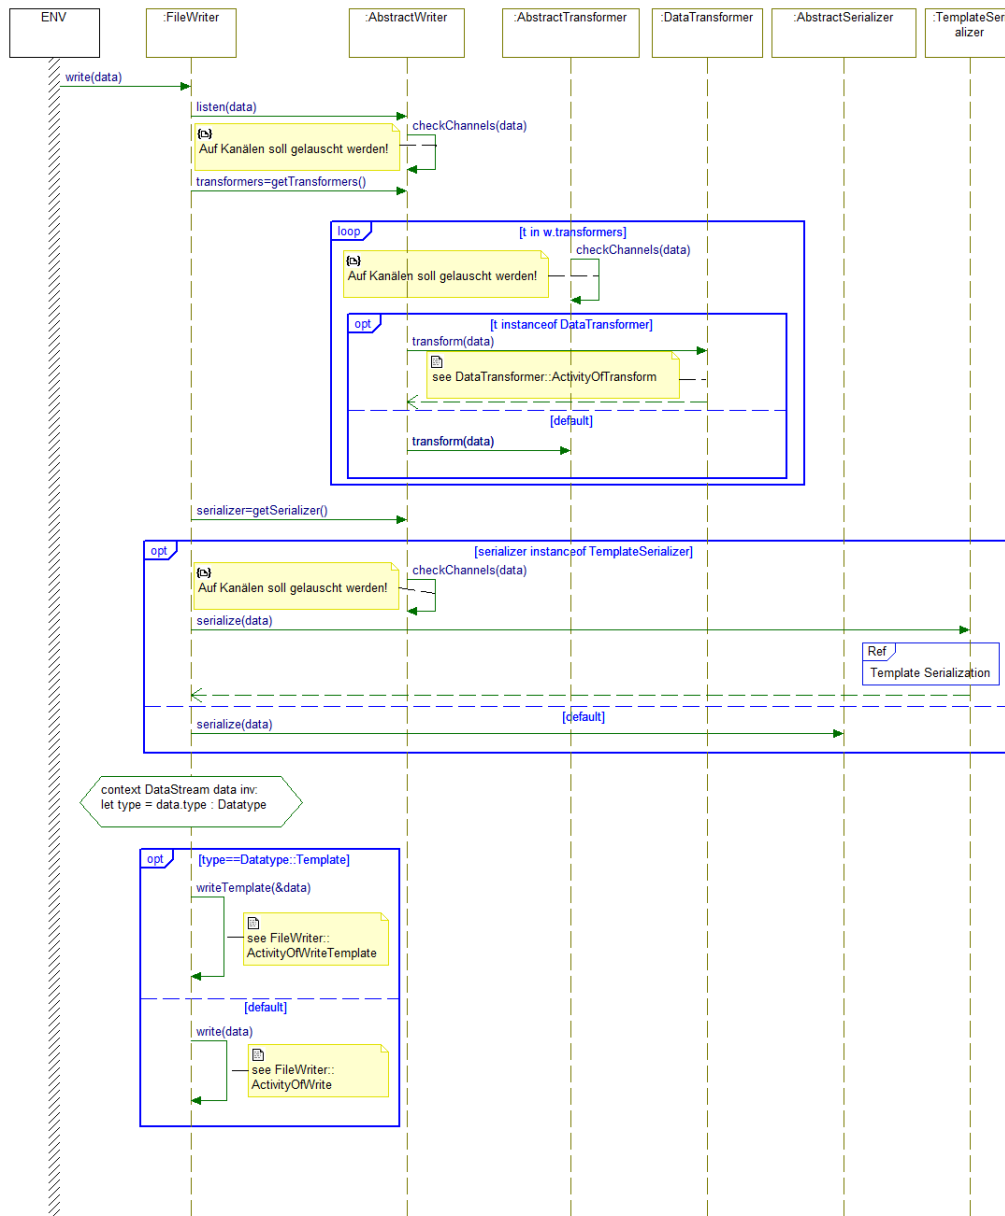 ENV
:FileWriter
:AbstractWriter
:AbstractTransformer
:DataTransformer
:AbstractSerializer
:TemplateSeri
alizer
write(data)
listen(data)
checkChannels(data)
Auf Kanälen soll gelauscht werden!
transformers=getTransformers()
loop
[t in w.transformers]
checkChannels(data)
Auf Kanälen soll gelauscht werden!
opt
[t instanceof DataTransformer]
transform(data)
see DataTransformer::ActivityOfTransform
[default]
transform(data)
serializer=getSerializer()
opt
[serializer instanceof TemplateSerializer]
checkChannels(data)
Auf Kanälen soll gelauscht werden!
serialize(data)
Ref
Template Serialization
[default]
serialize(data)
context DataStream data inv:
let type = data.type : Datatype
opt
[type==Datatype::Template]
writeTemplate(&data)
see FileWriter::
ActivityOfWriteTemplate
[default]
write(data)
see FileWriter::
ActivityOfWrite